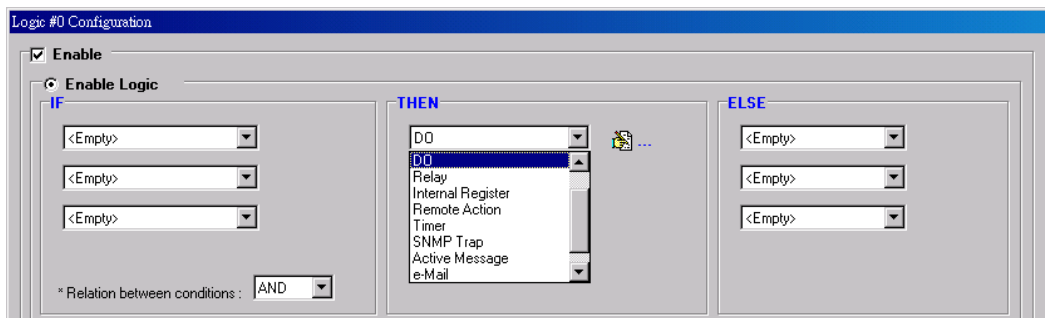 Logic #0 Configuration
Enable
Enable Logic
IF
<Empty>
<Empty>
<Empty>
* Relation between conditions : AND
THEN
DO
...
DO
Relay
Internal Register
Remote Action
Timer
SNMP Trap
Active Message
e-Mail
ELSE
<Empty>
<Empty>
<Empty>